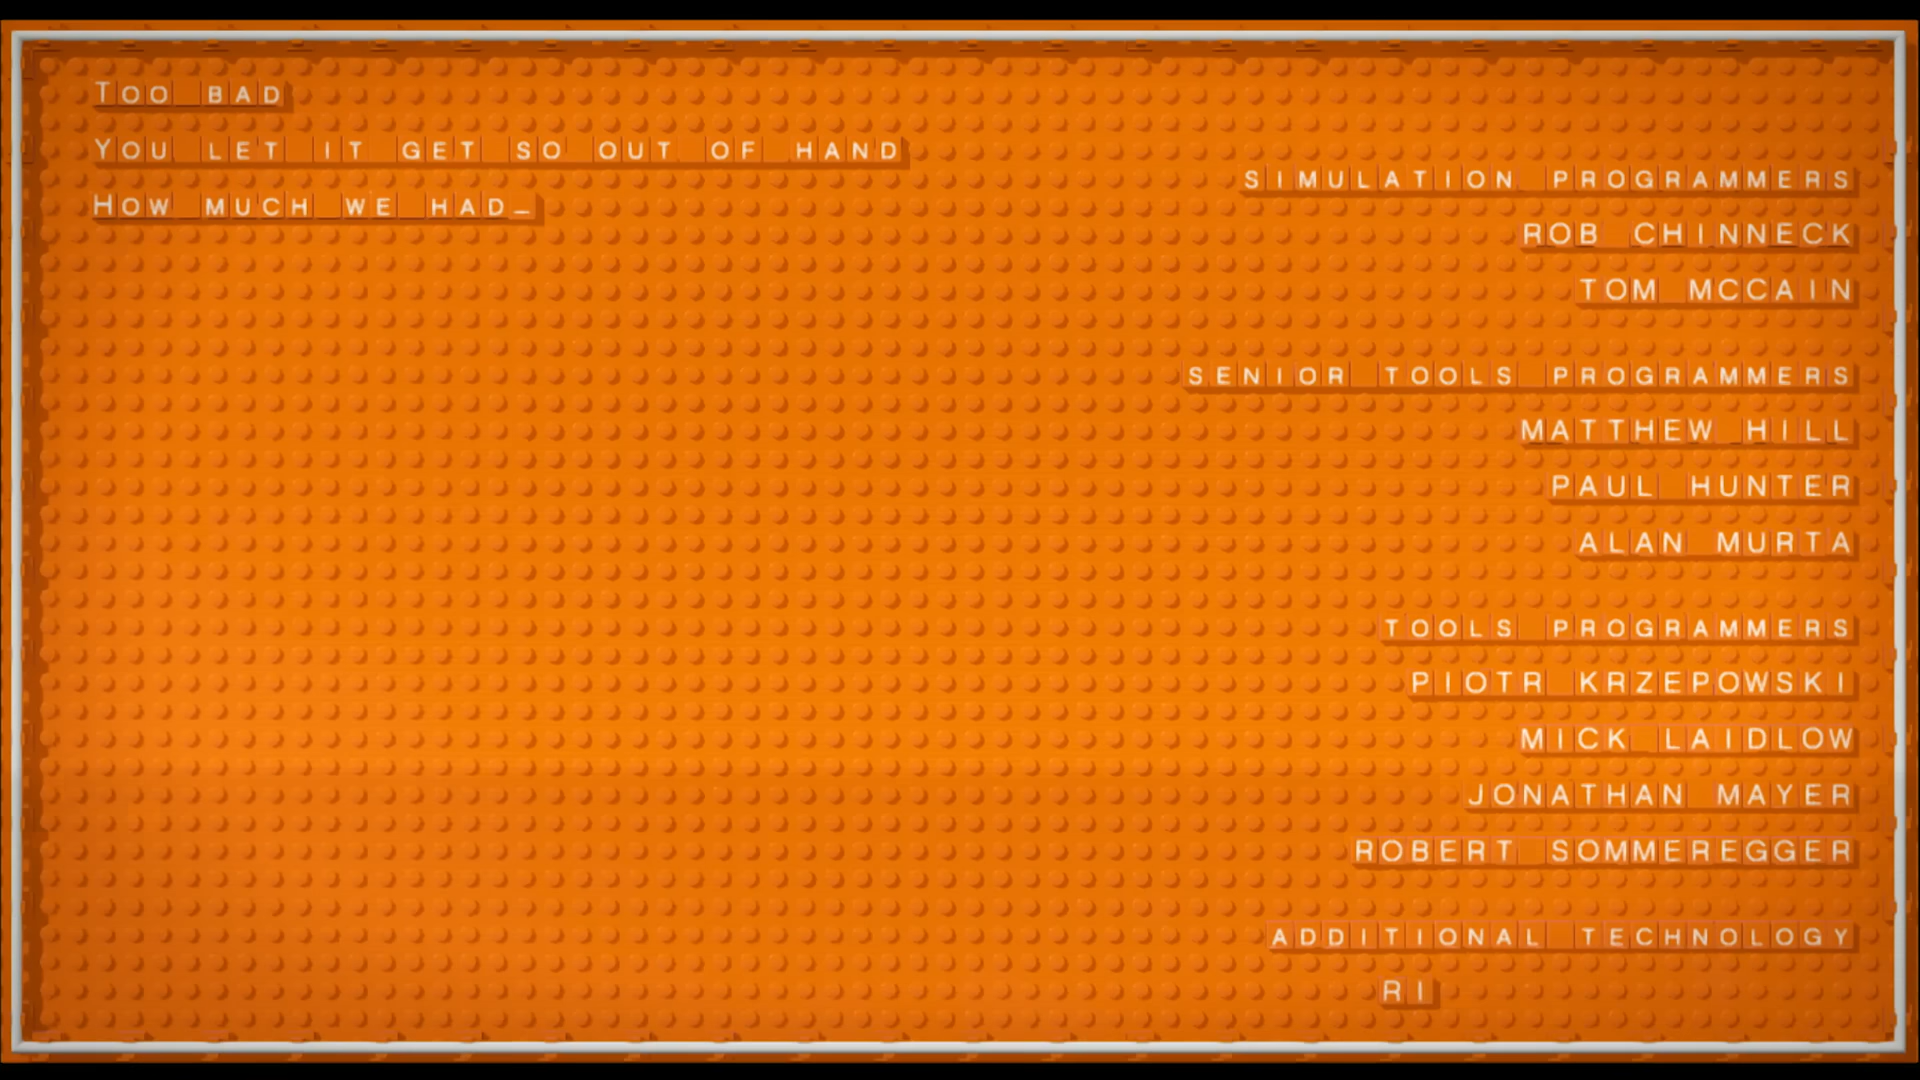 Too bad
You let it get so out of hand
How much we had_
SIMULATION PROGRAMMERS
ROB CHINNECK
TOM MCCAIN
SENIOR TOOLS PROGRAMMERS
MATTHEW HILL
PAUL HUNTER
ALAN MURTA
TOOLS PROGRAMMERS
PIOTR KRZEPOWSKI
MICK LAIDLOW
JONATHAN MAYER
ROBERT SOMMEREGGER
ADDITIONAL TECHNOLOGY
RI